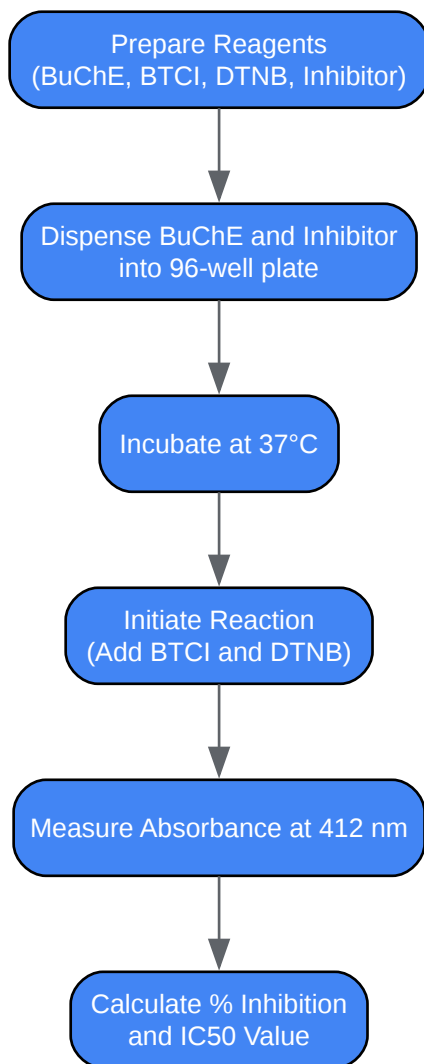 Prepare Reagents
(BuChE, BTCI, DTNB, Inhibitor)
Dispense BuChE and Inhibitor
into 96-well plate
Incubate at 37°C
Initiate Reaction
(Add BTCI and DTNB)
Measure Absorbance at 412 nm
Calculate % Inhibition
and IC50 Value